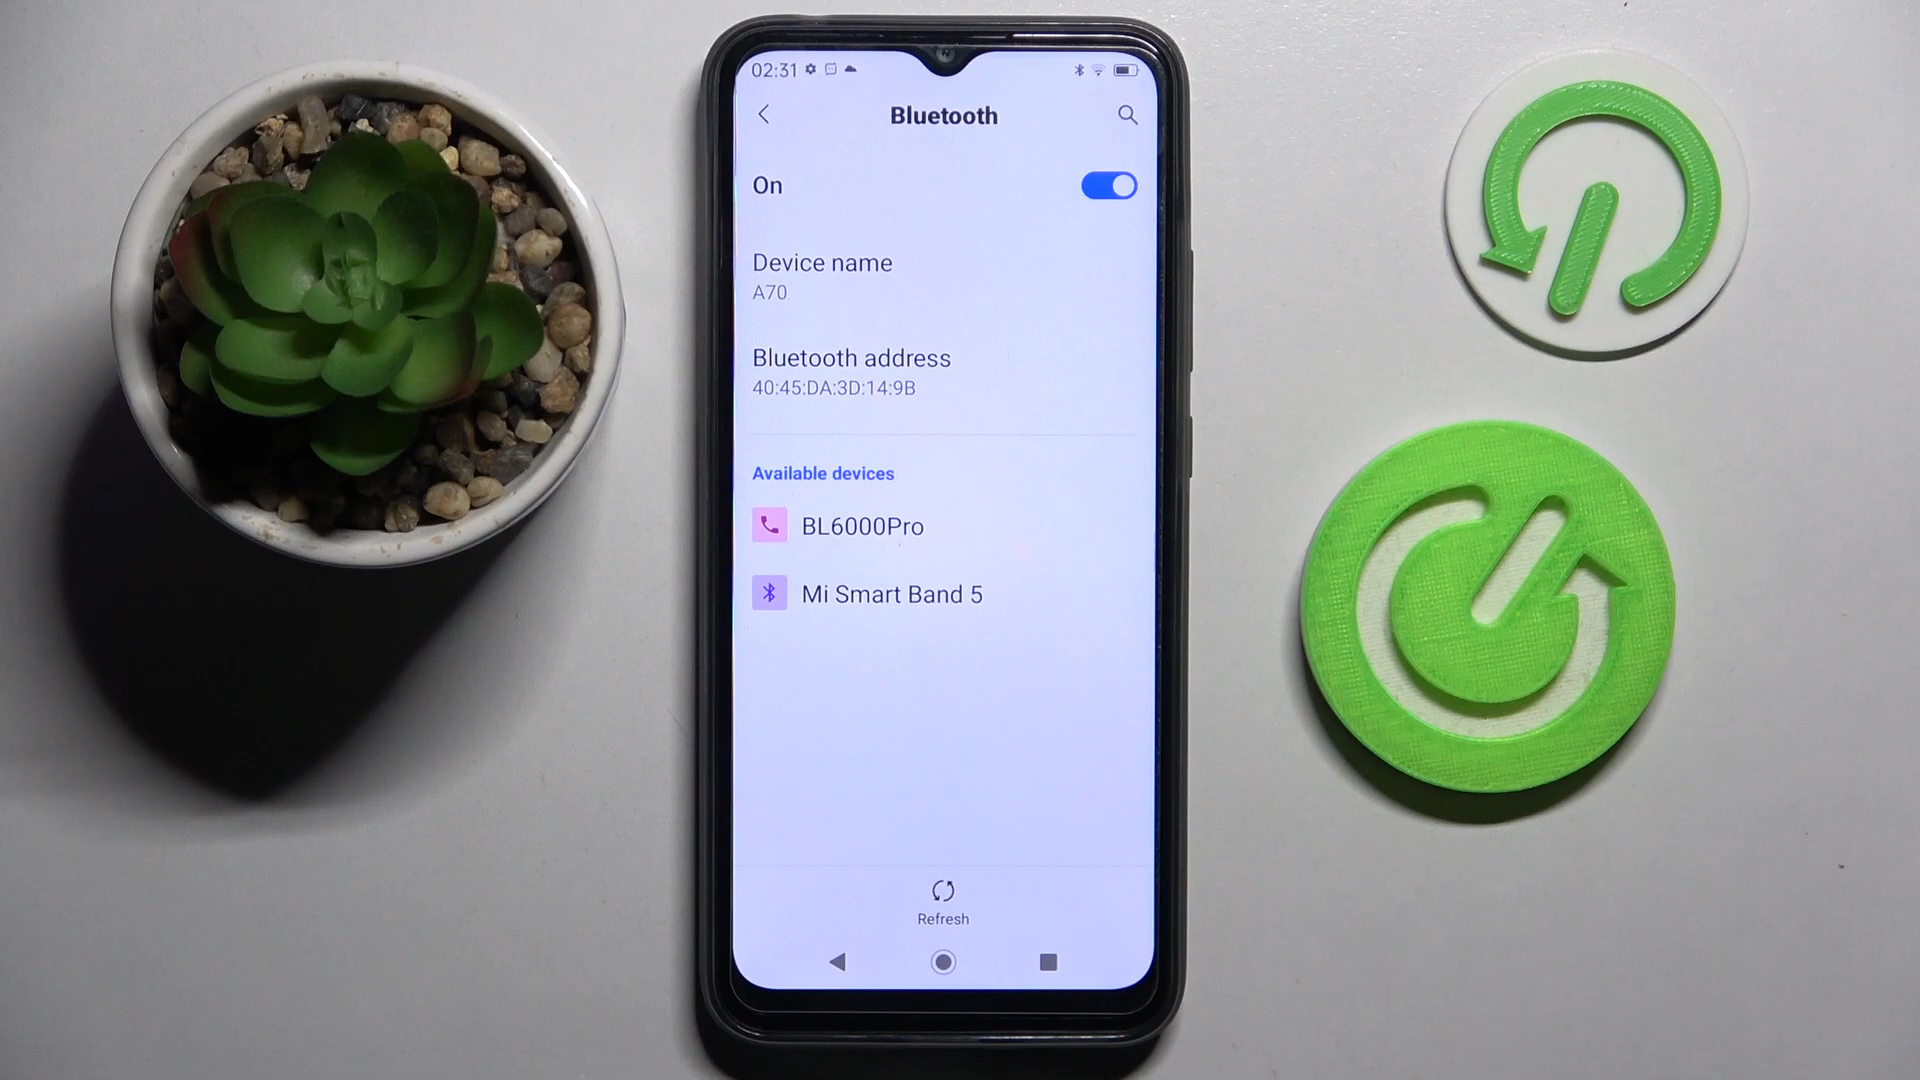 02:31
Bluetooth
On
Device name
A70
Bluetooth address
40:45:DA:3D:14:9B
Available devices
BL6000Pro
Mi Smart Band 5
Refresh